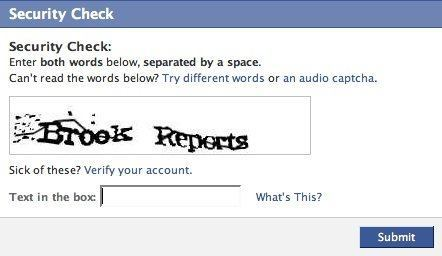 Security Check
Security Check:
Enter both words below, separated by a space.
Can't read the words below? Try different words or an audio captcha.
Brook Reports
Sick of these? Verify your account.
Text in the box:
What's This?
Submit